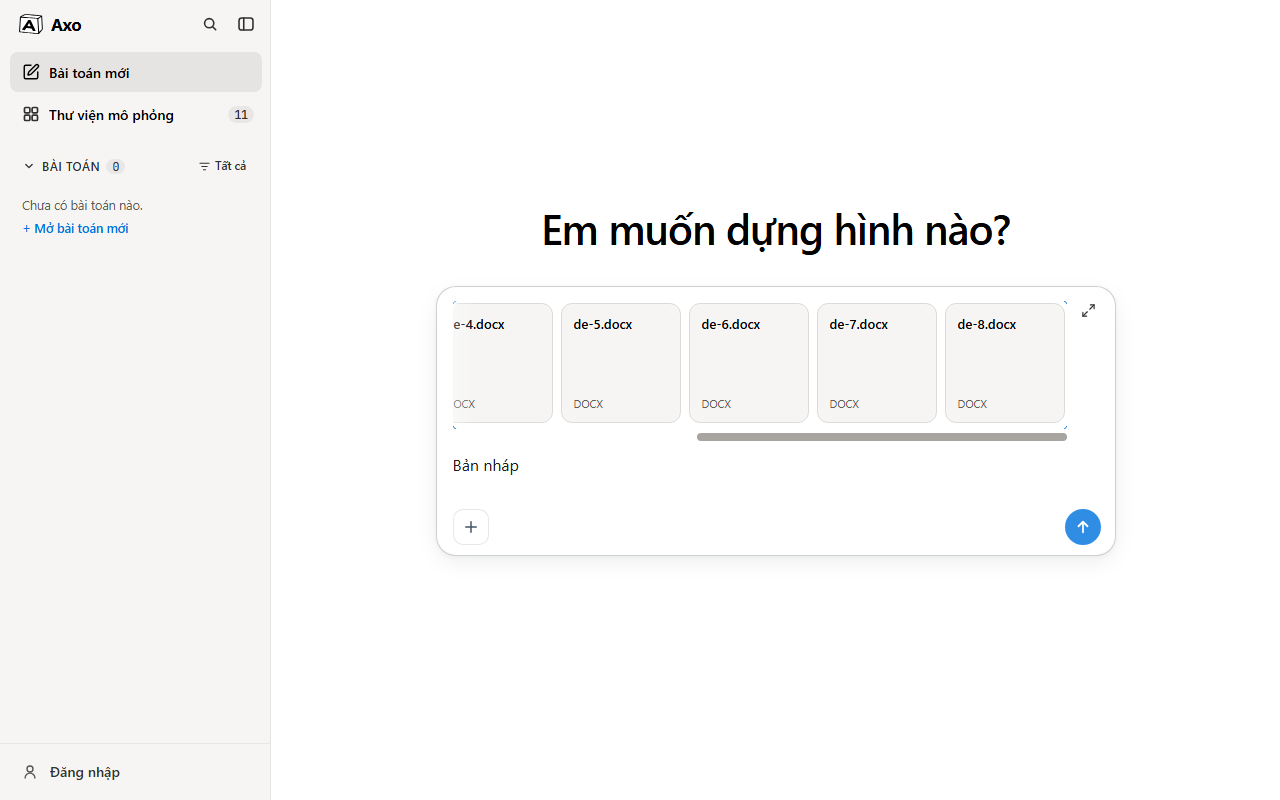 Axo
Bài toán mới
Thư viện mô phỏng 11
BÀI TOÁN 0 Tất cả
Chưa có bài toán nào.
+ Mở bài toán mới
Đăng nhập
Em muốn dựng hình nào?
e-4.docx de-5.docx de-6.docx de-7.docx de-8.docx
OCX DOCX DOCX DOCX DOCX
Bản nháp